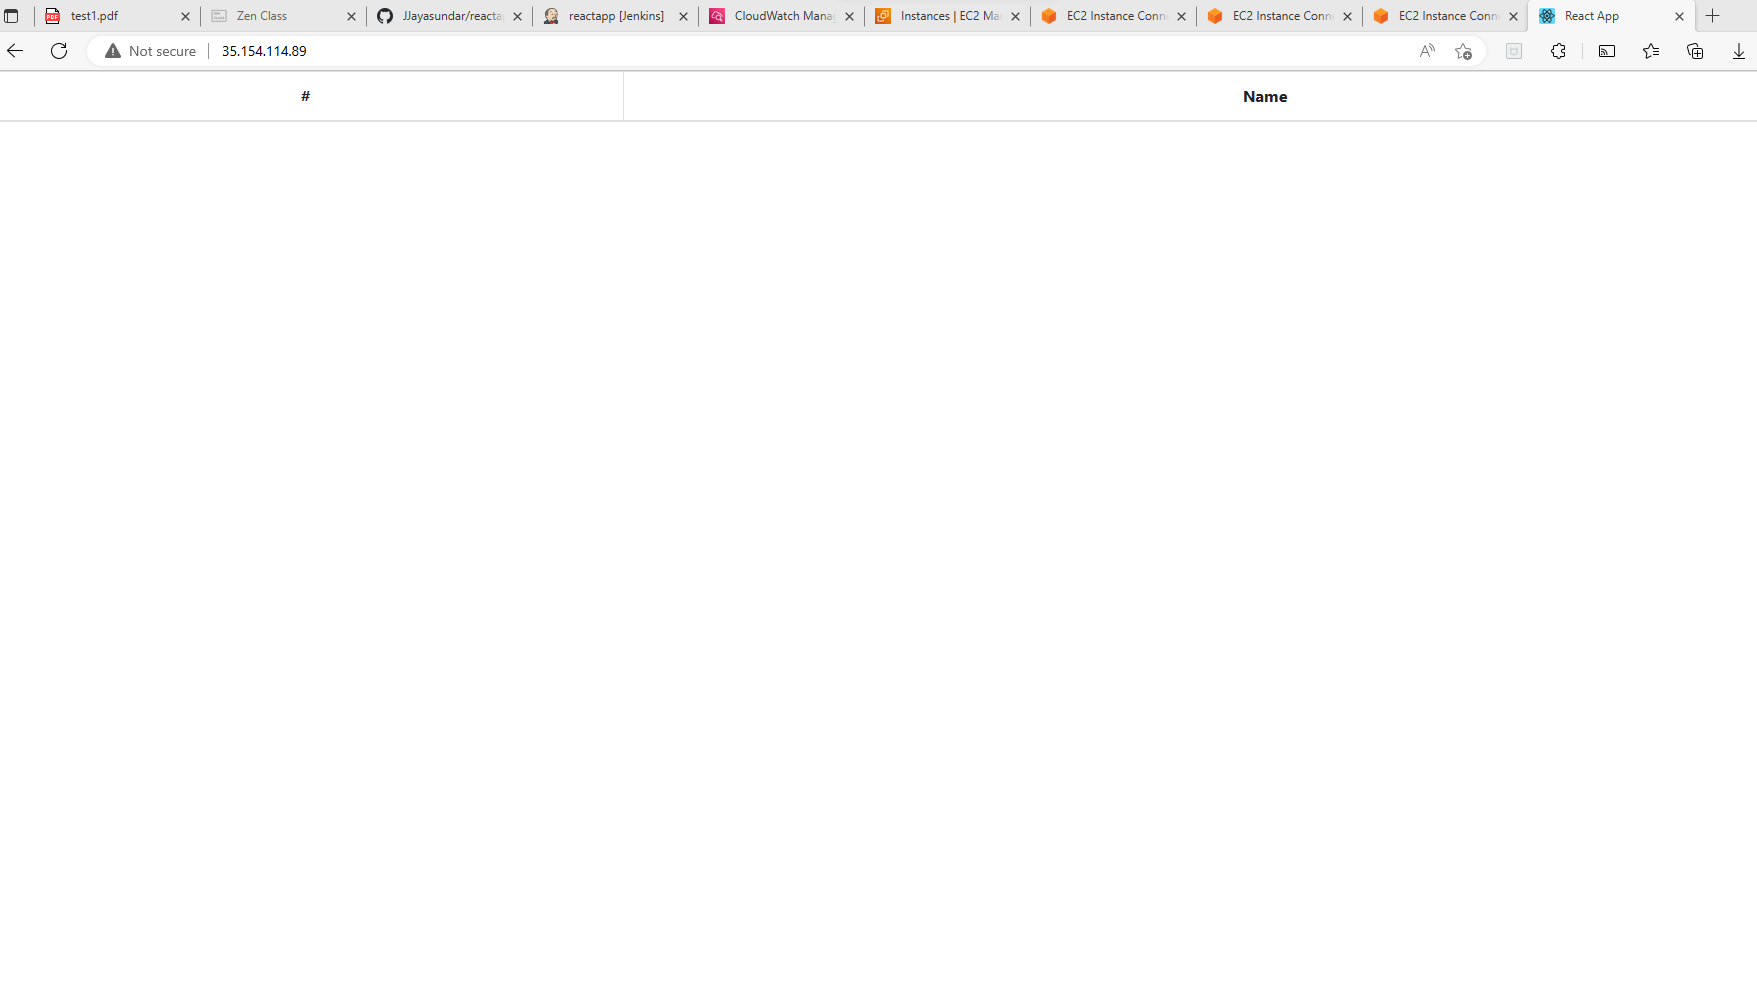 test1.pdf Zen Class JJayasundar/reacta reactapp [Jenkins] CloudWatch Mana Instances | EC2 Ma EC2 Instance Conn EC2 Instance Conn EC2 Instance Conn React App
Not secure 35.154.114.89
# Name